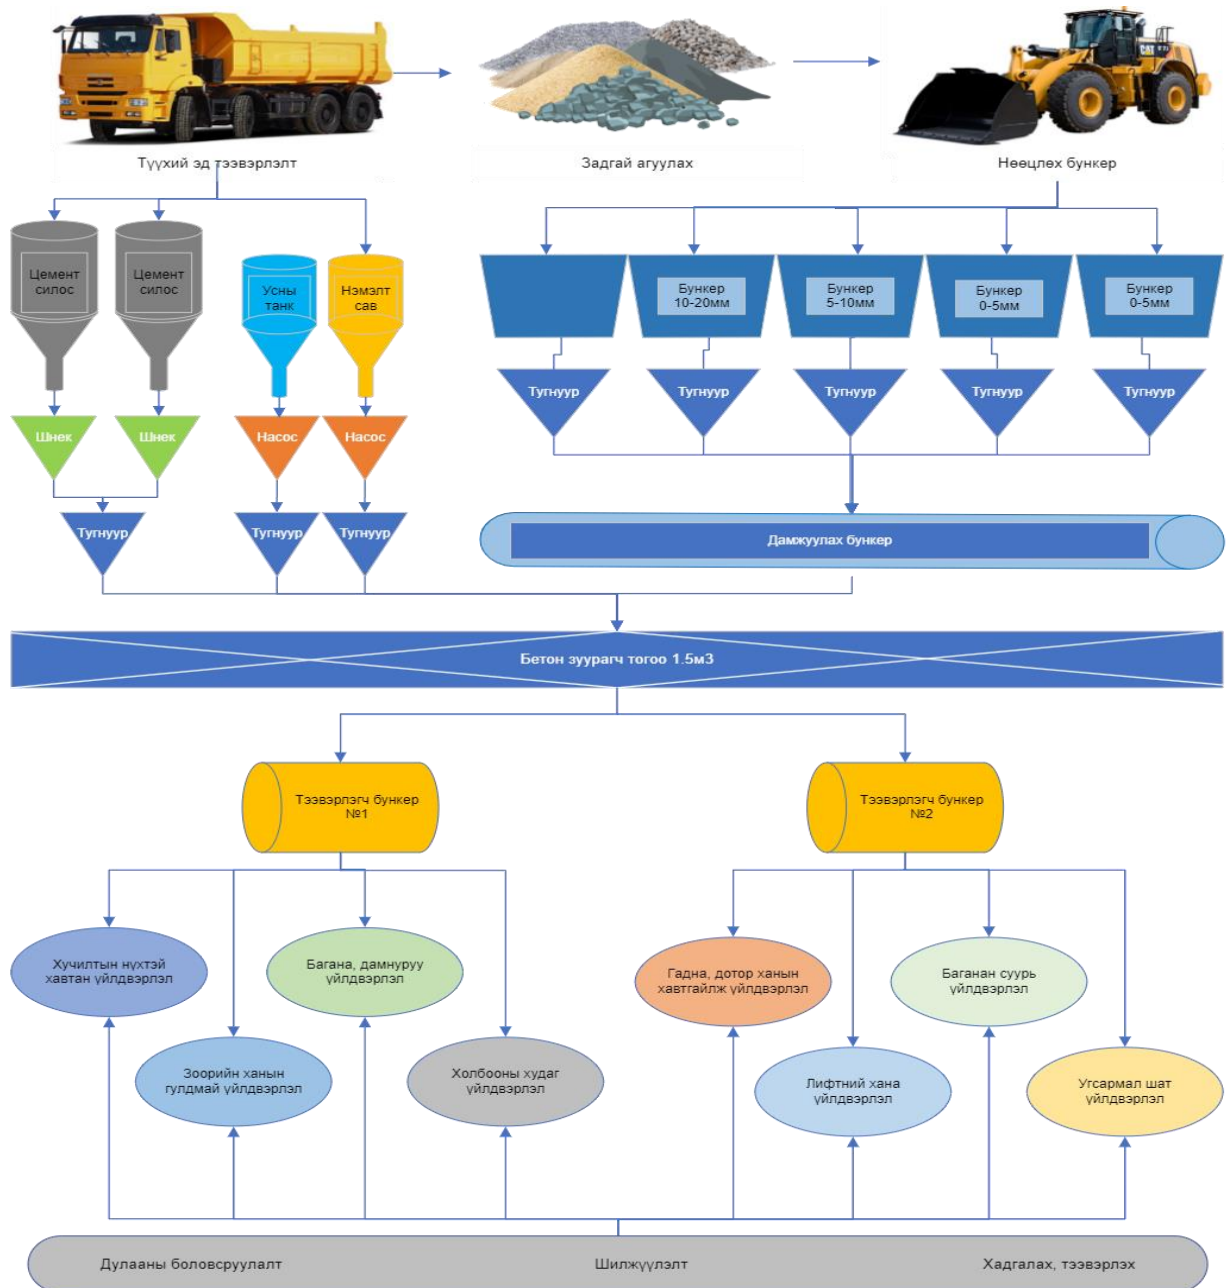 Түүхий эд тээвэрлэлт
Задгай агуулах
Нөөцлөх бункер
CAT
Цемент
силос
Цемент
силос
Усны
танк
Нэмэлт
сав
Бункер
10-20мм
Бункер
5-10мм
Бункер
0-5мм
Бункер
0-5мм
Тугнуур
Тугнуур
Тугнуур
Тугнуур
Тугнуур
Шнек
Шнек
Насос
Насос
Тугнуур
Тугнуур
Тугнуур
Дамжуулах бункер
Бетон зуурагч тогоо 1.5м3
Тээвэрлэгч бункер
№1
Тээвэрлэгч бункер
№2
Хучилтын нүхтэй
хавтан үйлдвэрлэл
Багана, дамнуруу
үйлдвэрлэл
Гадна, дотор ханын
хавтгайлж үйлдвэрлэл
Баганан суурь
үйлдвэрлэл
Зоорийн ханын
гулдмай үйлдвэрлэл
Холбооны худаг
үйлдвэрлэл
Лифтний хана
үйлдвэрлэл
Угсармал шат
үйлдвэрлэл
Дулааны боловсруулалт
Шилжүүлэлт
Хадгалах, тээвэрлэх